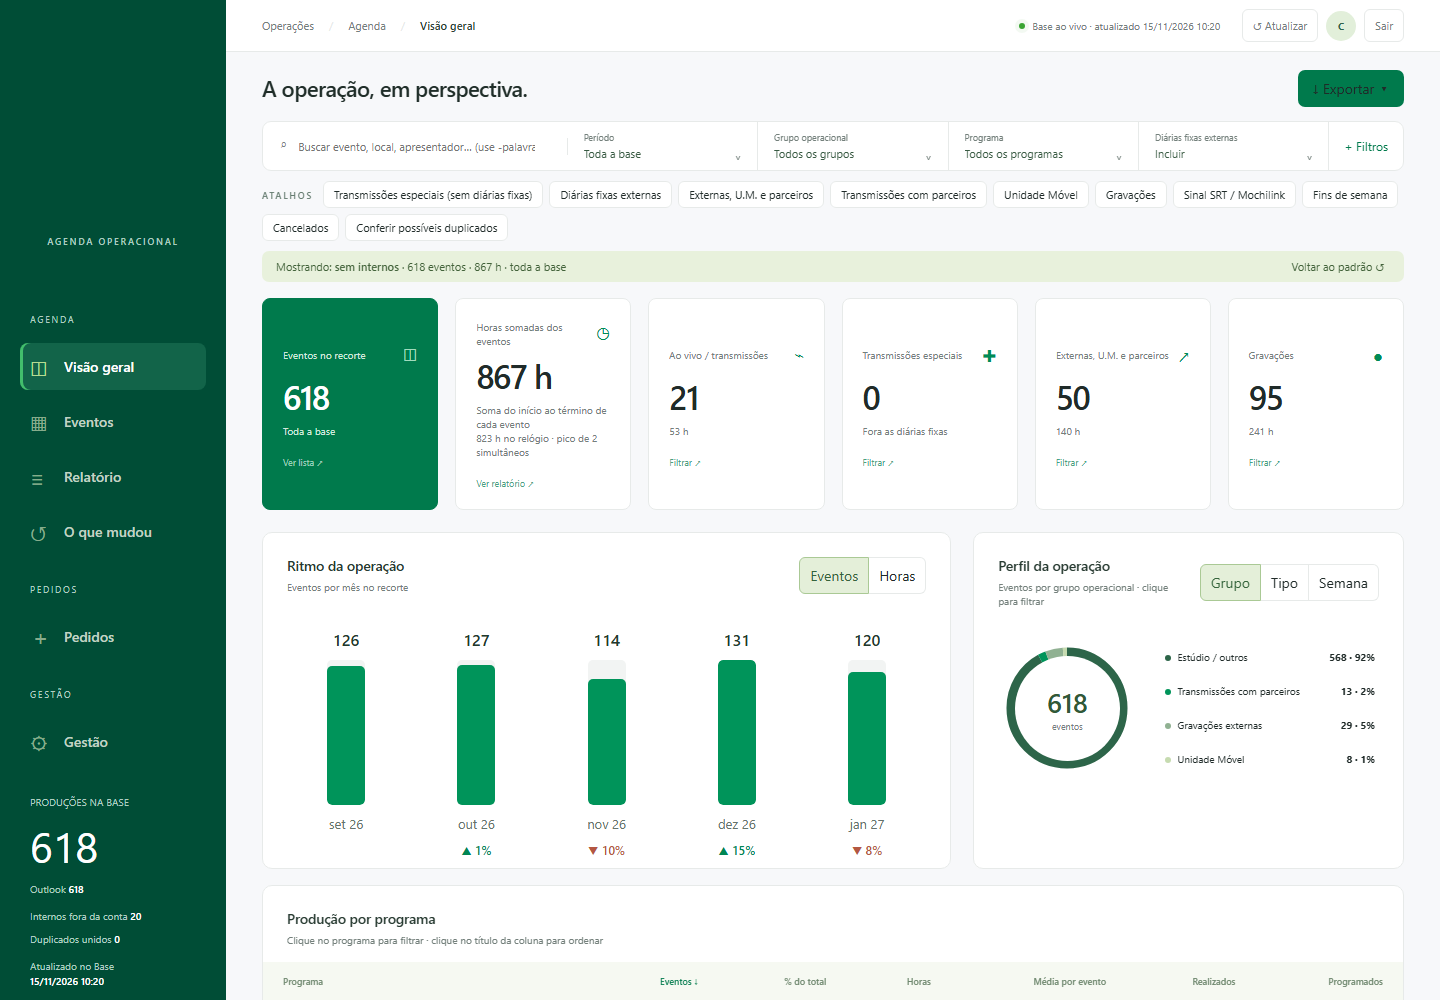 AGENDA OPERACIONAL
AGENDA
Visão geral
Eventos
Relatório
O que mudou
PEDIDOS
Pedidos
GESTÃO
Gestão
PRODUÇÕES NA BASE
618
Outlook 618
Internos fora da conta 20
Duplicados unidos 0
Atualizado no Base
15/11/2026 10:20
Operações / Agenda / Visão geral
Base ao vivo · atualizado 15/11/2026 10:20
↺ Atualizar
C
Sair
A operação, em perspectiva.
↓ Exportar ▾
Buscar evento, local, apresentador... (use -palavra
Período
Toda a base
Grupo operacional
Todos os grupos
Programa
Todos os programas
Diárias fixas externas
Incluir
+ Filtros
ATALHOS
Transmissões especiais (sem diárias fixas)
Diárias fixas externas
Externas, U.M. e parceiros
Transmissões com parceiros
Unidade Móvel
Gravações
Sinal SRT / Mochilink
Fins de semana
Cancelados
Conferir possíveis duplicados
Mostrando: sem internos · 618 eventos · 867 h · toda a base
Voltar ao padrão ↺
Eventos no recorte
618
Toda a base
Ver lista ↗
Horas somadas dos
eventos
867 h
Soma do início ao término de
cada evento
823 h no relógio · pico de 2
simultâneos
Ver relatório ↗
Ao vivo / transmissões
21
53 h
Filtrar ↗
Transmissões especiais
0
Fora as diárias fixas
Filtrar ↗
Externas, U.M. e parceiros
50
140 h
Filtrar ↗
Gravações
95
241 h
Filtrar ↗
Ritmo da operação
Eventos por mês no recorte
Eventos
Horas
126
127
114
131
120
set 26
out 26
nov 26
dez 26
jan 27
▲ 1%
▼ 10%
▲ 15%
▼ 8%
Perfil da operação
Eventos por grupo operacional · clique
para filtrar
Grupo
Tipo
Semana
618
eventos
Estúdio / outros 568 · 92%
Transmissões com parceiros 13 · 2%
Gravações externas 29 · 5%
Unidade Móvel 8 · 1%
Produção por programa
Clique no programa para filtrar · clique no título da coluna para ordenar
Programa
Eventos ↓
% do total
Horas
Média por evento
Realizados
Programados